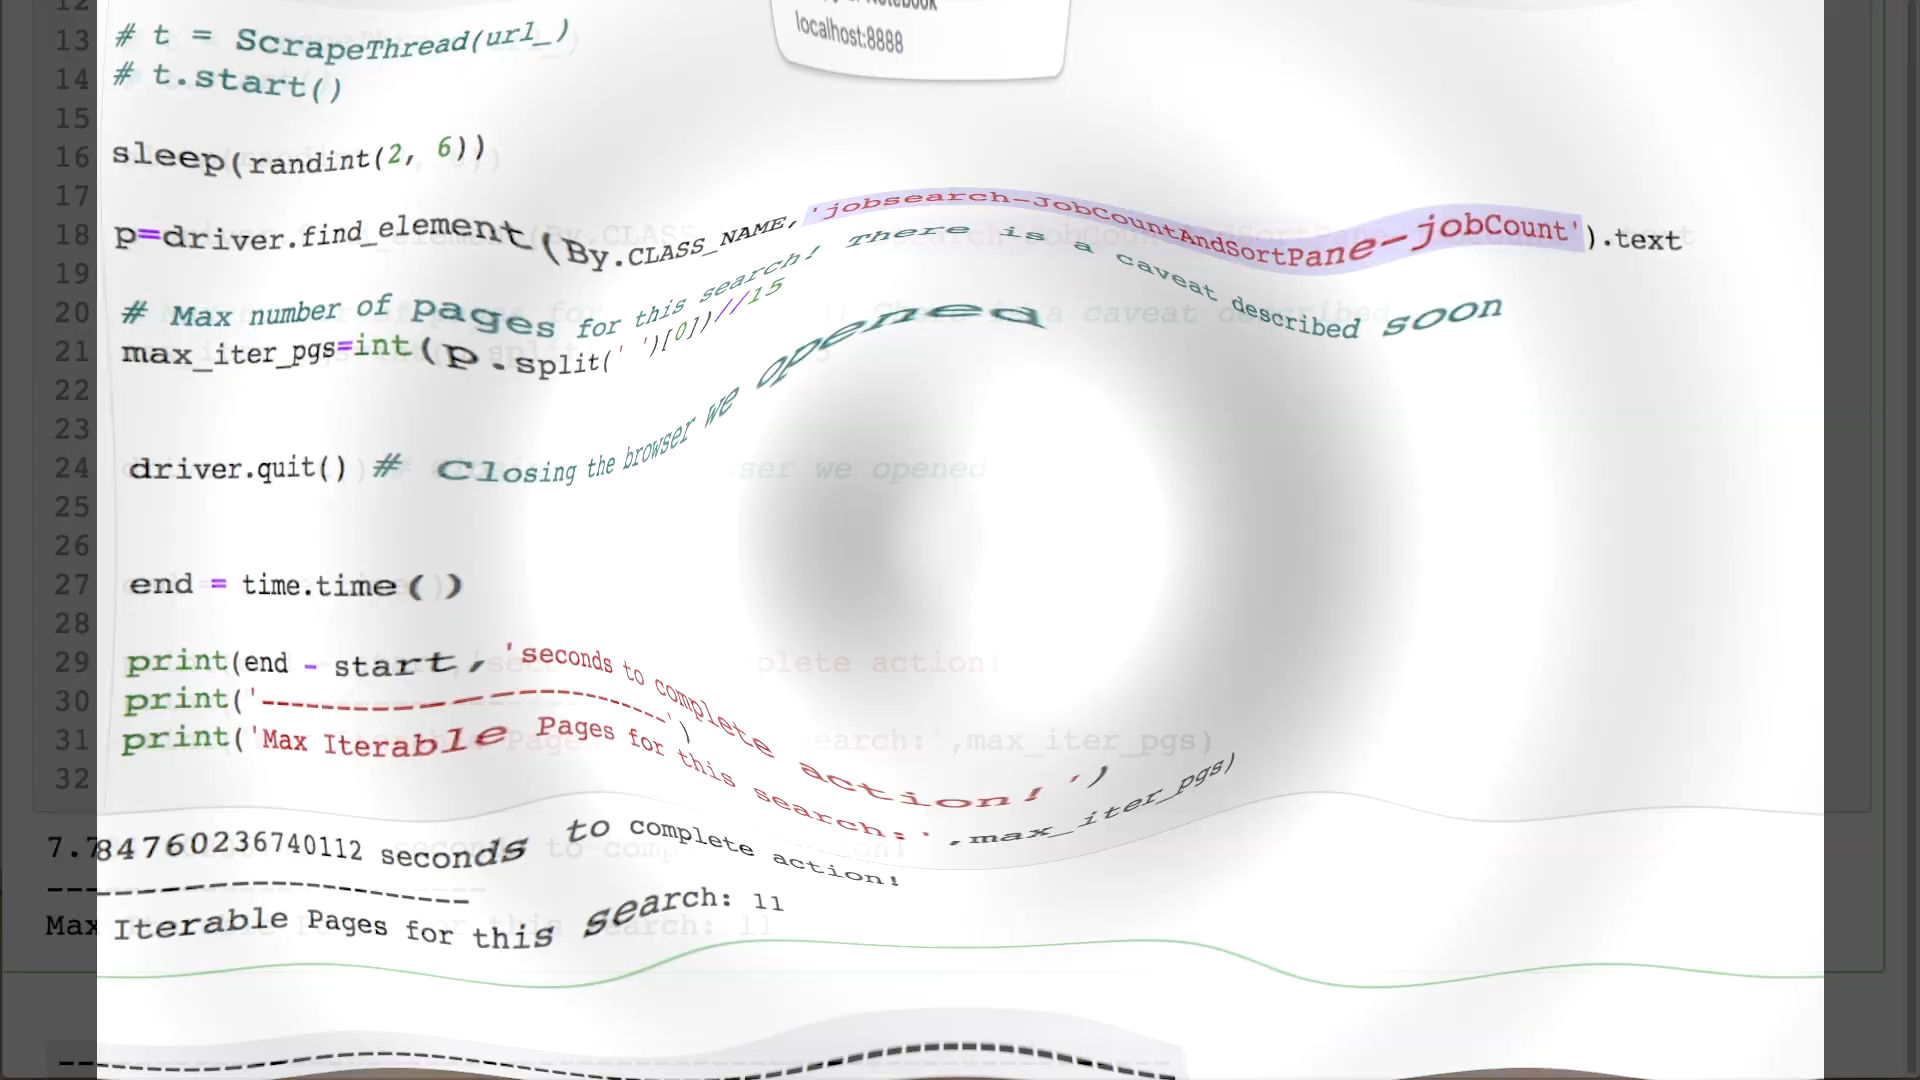 localhost:8888
13 # t = ScrapeThread(url_)
14 # t.start()
15
16 sleep(randint(2, 6))
17
18 p=driver.find_element(By.CLASS_NAME,'jobsearch-JobCountAndSortPane-jobCount').text
19
20 # Max number of pages for this search! There is a caveat described soon
21 max_iter_pgs=int(p.split(' ')[0])//15
22
23
24 driver.quit() # Closing the browser we opened
25
26
27 end = time.time()
28
29 print(end - start, 'seconds to complete action!')
30 print('---------------------------')
31 print('Max Iterable Pages for this search:',max_iter_pgs)
32
7.784760236740112 seconds to complete action!
---------------------------
Max Iterable Pages for this search: 11